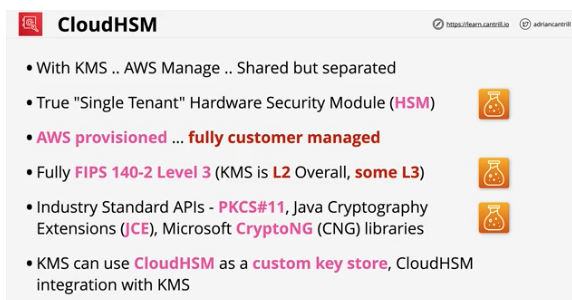 CloudHSM
https://learn.cantrill.io
adriancantrill
• With KMS .. AWS Manage .. Shared but separated
• True "Single Tenant" Hardware Security Module (HSM)
• AWS provisioned ... fully customer managed
• Fully FIPS 140-2 Level 3 (KMS is L2 Overall, some L3)
• Industry Standard APIs - PKCS#11, Java Cryptography
Extensions (JCE), Microsoft CryptoNG (CNG) libraries
• KMS can use CloudHSM as a custom key store, CloudHSM
integration with KMS